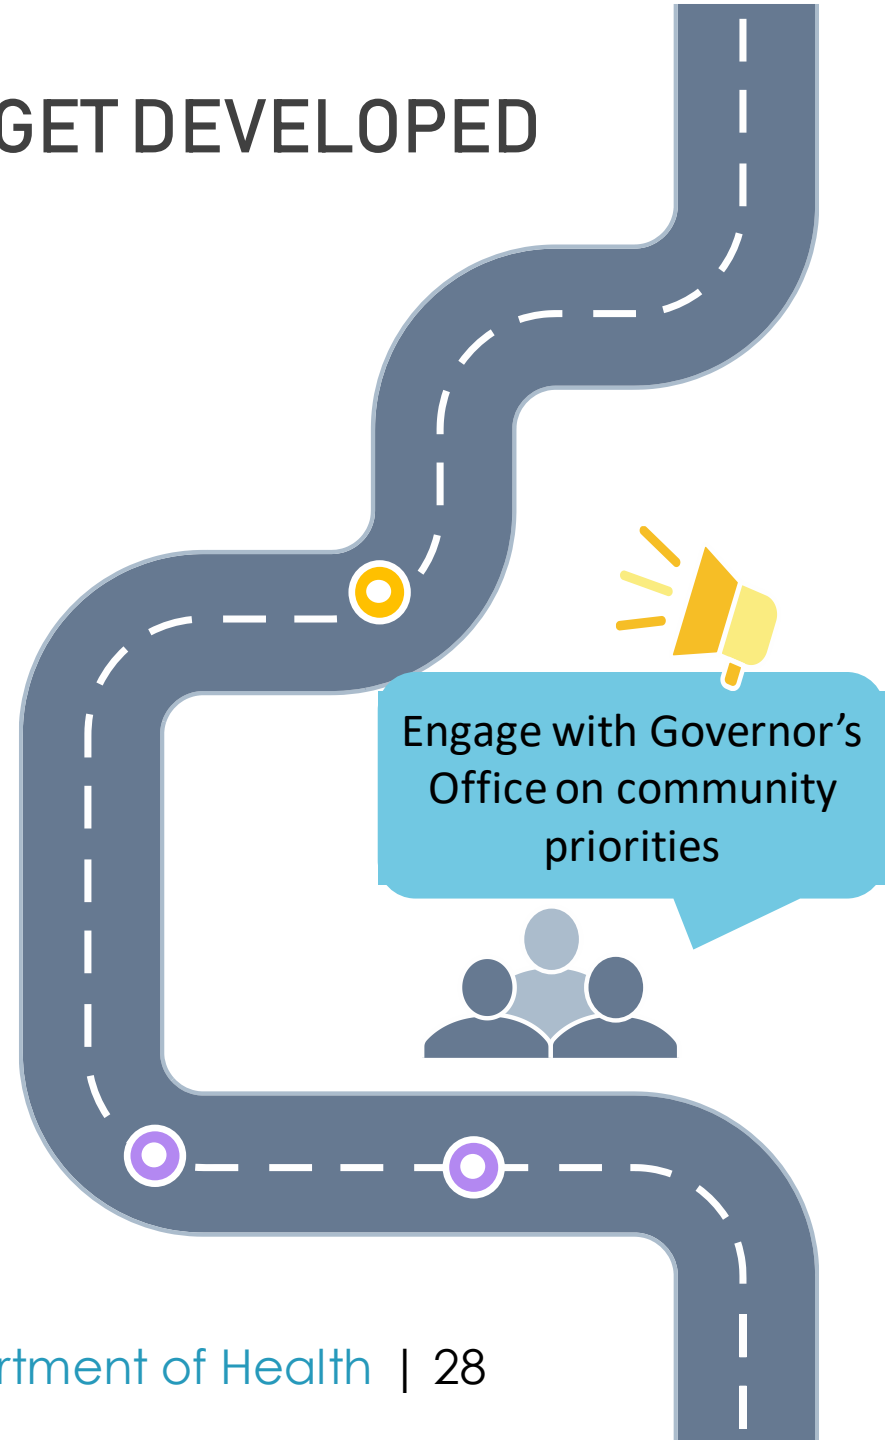 GET DEVELOPED
Engage with Governor’s
Office on community
priorities
rtment of Health | 28